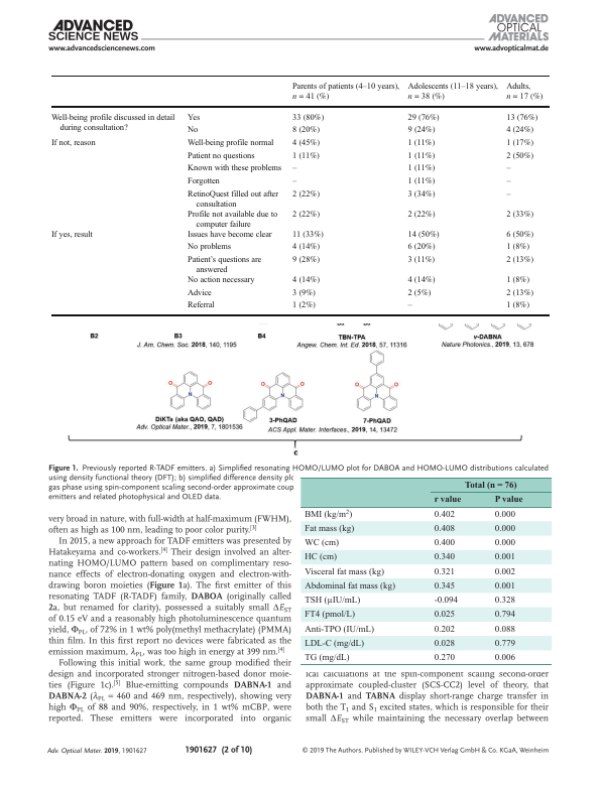 ADVANCED
SCIENCE NEWS
www.advancedsciencenews.com
ADVANCED
OPTICAL
MATERIALS
www.advopticalmat.de
Parents of patients (4–10 years), Adolescents (11–18 years), Adults,
n = 41 (%) n = 38 (%) n = 17 (%)
Well-being profile discussed in detail Yes 33 (80%) 29 (76%) 13 (76%)
during consultation? No 8 (20%) 9 (24%) 4 (24%)
If not, reason Well-being profile normal 4 (45%) 1 (11%) 1 (17%)
Patient no questions 1 (11%) 1 (11%) 2 (50%)
Known with these problems – 1 (11%) –
Forgotten – 1 (11%) –
RetinoQuest filled out after 2 (22%) 3 (34%) –
consultation
Profile not available due to 2 (22%) 2 (22%) 2 (33%)
computer failure
If yes, result Issues have become clear 11 (33%) 14 (50%) 6 (50%)
No problems 4 (14%) 6 (20%) 1 (8%)
Patient's questions are 9 (28%) 3 (11%) 2 (13%)
answered
No action necessary 4 (14%) 4 (14%) 1 (8%)
Advice 3 (9%) 2 (5%) 2 (13%)
Referral 1 (2%) – 1 (8%)
B2 B3 B4 TBN-TPA v-DABNA
J. Am. Chem. Soc. 2018, 140, 1195 Angew. Chem. Int. Ed. 2018, 57, 11316 Nature Photonics, 2019, 13, 678
DiKTa (aka QAO, QAD) 3-PhQAD 7-PhQAD
Adv. Optical Mater., 2019, 7, 1801536 ACS Appl. Mater. Interfaces., 2019, 14, 13472
c
Figure 1. Previously reported R-TADF emitters. a) Simplified resonating HOMO/LUMO plot for DABOA and HOMO-LUMO distributions calculated
using density functional theory (DFT); b) simplified difference density plo
gas phase using spin-component scaling second-order approximate coup
emitters and related photophysical and OLED data.
very broad in nature, with full-width at half-maximum (FWHM),
often as high as 100 nm, leading to poor color purity.[3]
In 2015, a new approach for TADF emitters was presented by
Hatakeyama and co-workers.[4] Their design involved an alter-
nating HOMO/LUMO pattern based on complimentary reso-
nance effects of electron-donating oxygen and electron-with-
drawing boron moieties (Figure 1a). The first emitter of this
resonating TADF (R-TADF) family, DABOA (originally called
2a, but renamed for clarity), possessed a suitably small ΔEST
of 0.15 eV and a reasonably high photoluminescence quantum
yield, ΦPL, of 72% in 1 wt% poly(methyl methacrylate) (PMMA)
thin film. In this first report no devices were fabricated as the
emission maximum, λPL, was too high in energy at 399 nm.[4]
Following this initial work, the same group modified their
design and incorporated stronger nitrogen-based donor moie-
ties (Figure 1c).[5] Blue-emitting compounds DABNA-1 and
DABNA-2 (λPL = 460 and 469 nm, respectively), showing very
high ΦPL of 88 and 90%, respectively, in 1 wt% mCBP, were
reported. These emitters were incorporated into organic
Total (n = 76)
r value P value
BMI (kg/m2) 0.402 0.000
Fat mass (kg) 0.408 0.000
WC (cm) 0.400 0.000
HC (cm) 0.340 0.001
Visceral fat mass (kg) 0.321 0.002
Abdominal fat mass (kg) 0.345 0.001
TSH (µIU/mL) -0.094 0.328
FT4 (pmol/L) 0.025 0.794
Anti-TPO (IU/mL) 0.202 0.088
LDL-C (mg/dL) 0.028 0.779
TG (mg/dL) 0.270 0.006
ical calculations at the spin-component scaling second-order
approximate coupled-cluster (SCS-CC2) level of theory, that
DABNA-1 and TABNA display short-range charge transfer in
both the T1 and S1 excited states, which is responsible for their
small ΔEST while maintaining the necessary overlap between
Adv. Optical Mater. 2019, 1901627
1901627 (2 of 10)
© 2019 The Authors. Published by WILEY-VCH Verlag GmbH & Co. KGaA, Weinheim